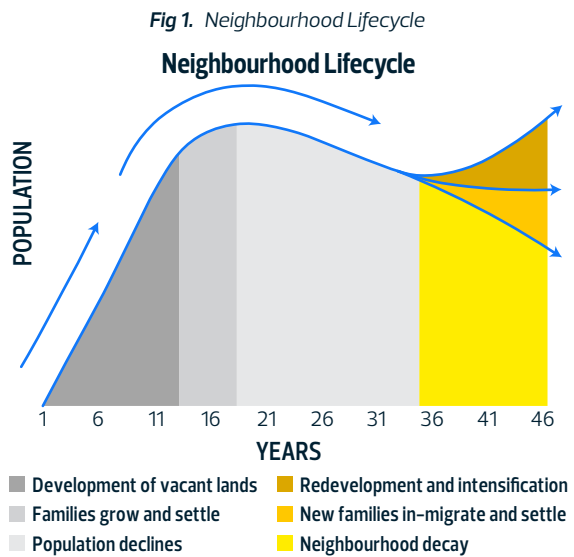 Fig 1. Neighbourhood Lifecycle
Neighbourhood Lifecycle
POPULATION
1 6 11 16 21 26 31 36 41 46
YEARS
Development of vacant lands
Families grow and settle
Population declines
Redevelopment and intensification
New families in-migrate and settle
Neighbourhood decay